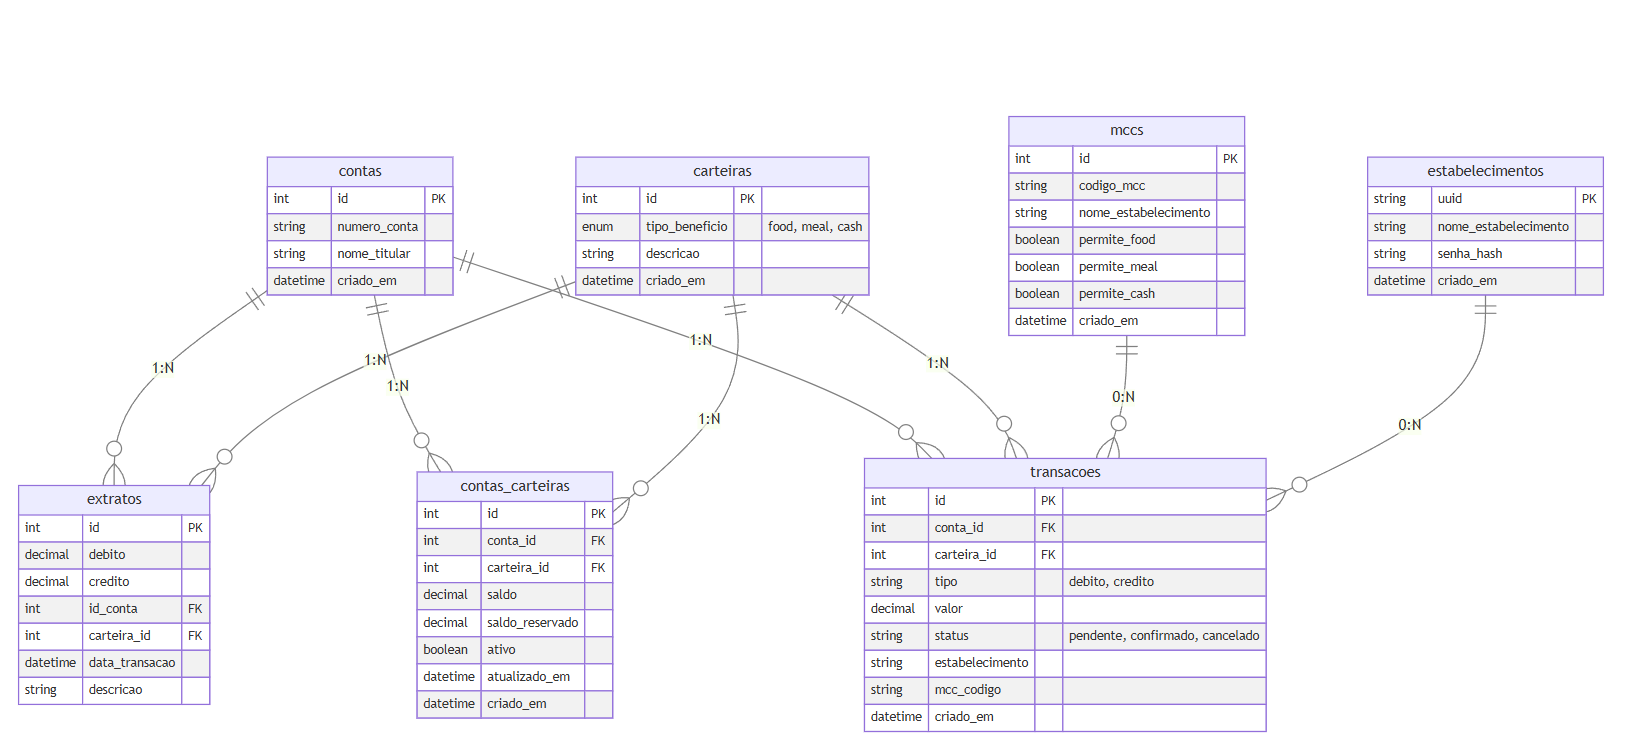 contas
int id PK
string numero_conta
string nome_titular
datetime criado_em
carteiras
int id PK
enum tipo_beneficio food, meal, cash
string descricao
datetime criado_em
mccs
int id PK
string codigo_mcc
string nome_estabelecimento
boolean permite_food
boolean permite_meal
boolean permite_cash
datetime criado_em
estabelecimentos
string uuid PK
string nome_estabelecimento
string senha_hash
datetime criado_em
1:N
1:N
1:N
1:N
1:N
1:N
0:N
0:N
extratos
int id PK
decimal debito
decimal credito
int id_conta FK
int carteira_id FK
datetime data_transacao
string descricao
contas_carteiras
int id PK
int conta_id FK
int carteira_id FK
decimal saldo
decimal saldo_reservado
boolean ativo
datetime atualizado_em
datetime criado_em
transacoes
int id PK
int conta_id FK
int carteira_id FK
string tipo debito, credito
decimal valor
string status pendente, confirmado, cancelado
string estabelecimento
string mcc_codigo
datetime criado_em